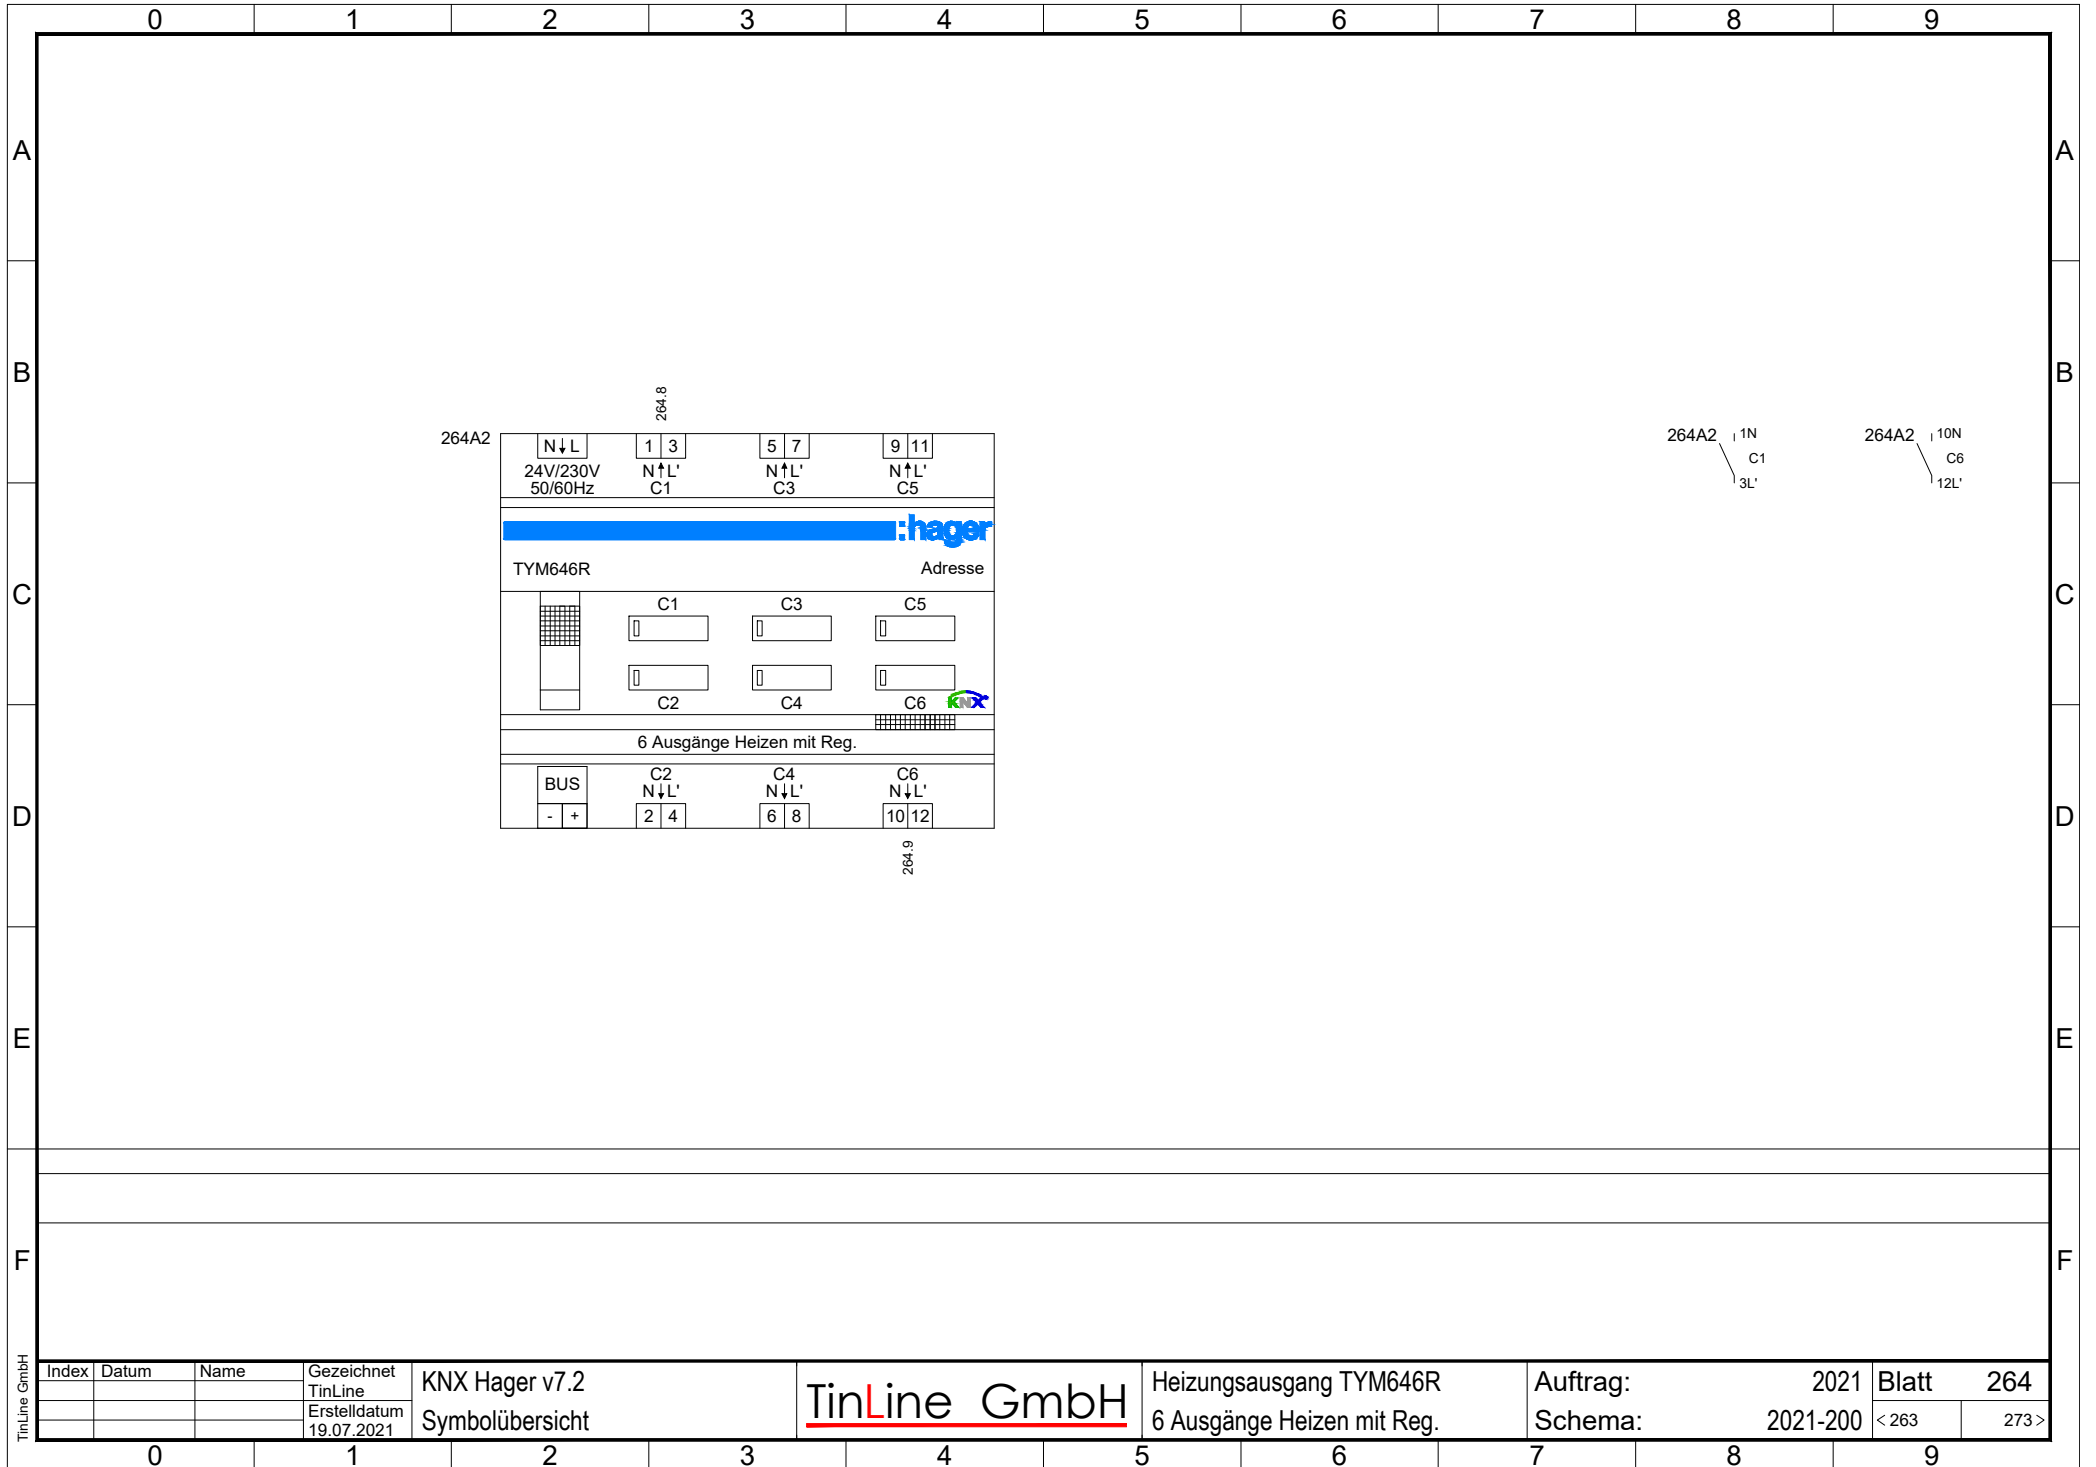 0 1 2 3 4 5 6 7 8 9
A A
B B
264.8
264A2
N L 1 3 5 7 9 11
24V/230V N L' N L' N L'
50/60Hz C1 C3 C5
264A2 1N
C1
3L'
264A2 10N
C6
12L'
:hager
TYM646R Adresse
C C
C1 C3 C5
C2 C4 C6
KNX
6 Ausgänge Heizen mit Reg.
BUS C2 C4 C6
N L' N L' N L'
- + 2 4 6 8 10 12
D D
264.9
E E
F F
TinLine GmbH
Index Datum Name Gezeichnet
TinLine
Erstelldatum
19.07.2021
KNX Hager v7.2
Symbolübersicht
TinLine GmbH
Heizungsausgang TYM646R
6 Ausgänge Heizen mit Reg.
Auftrag: 2021
Schema: 2021-200
Blatt 264
< 263 273 >
0 1 2 3 4 5 6 7 8 9